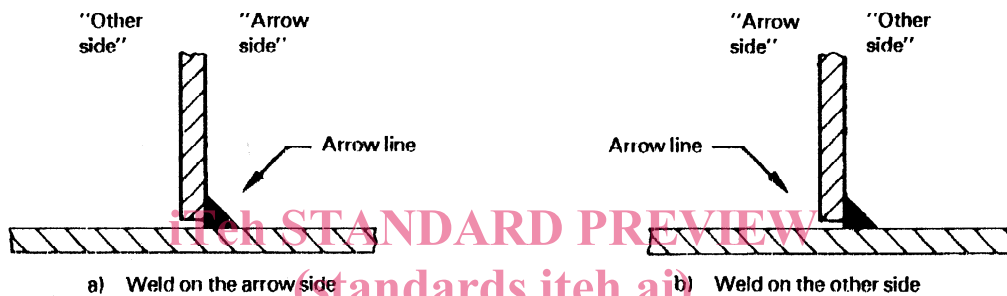 "Other side" "Arrow side"
"Arrow side" "Other side"
Arrow line
Arrow line
iTeh STANDARD PREVIEW
(standards.iteh.ai)
a) Weld on the arrow side
b) Weld on the other side